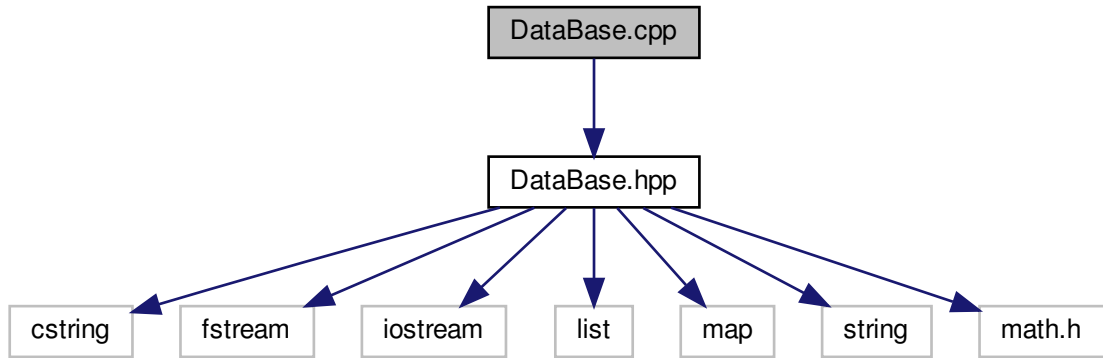 DataBase.cpp
DataBase.hpp
cstring
fstream
iostream
list
map
string
math.h